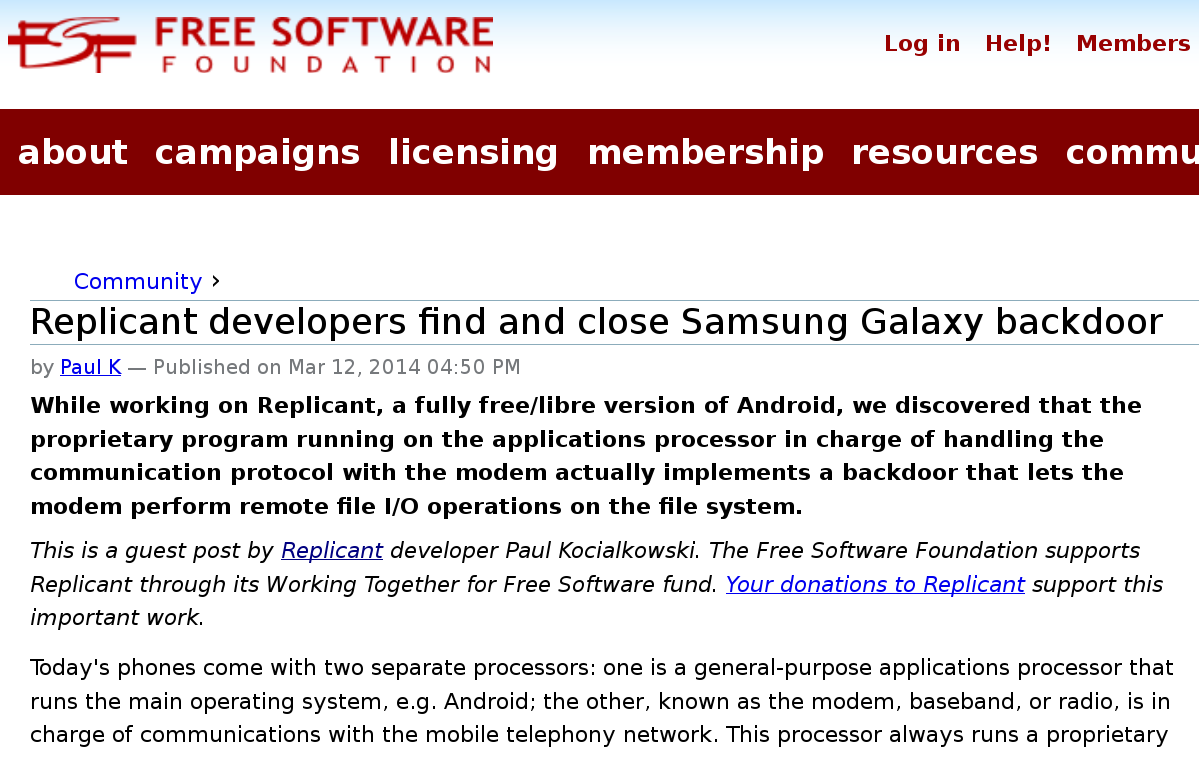 FSF FREE SOFTWARE
FOUNDATION
Log in Help! Members
about campaigns licensing membership resources commu
Community ›
Replicant developers find and close Samsung Galaxy backdoor
by Paul K — Published on Mar 12, 2014 04:50 PM
While working on Replicant, a fully free/libre version of Android, we discovered that the
proprietary program running on the applications processor in charge of handling the
communication protocol with the modem actually implements a backdoor that lets the
modem perform remote file I/O operations on the file system.
This is a guest post by Replicant developer Paul Kocialkowski. The Free Software Foundation supports
Replicant through its Working Together for Free Software fund. Your donations to Replicant support this
important work.
Today's phones come with two separate processors: one is a general-purpose applications processor that
runs the main operating system, e.g. Android; the other, known as the modem, baseband, or radio, is in
charge of communications with the mobile telephony network. This processor always runs a proprietary